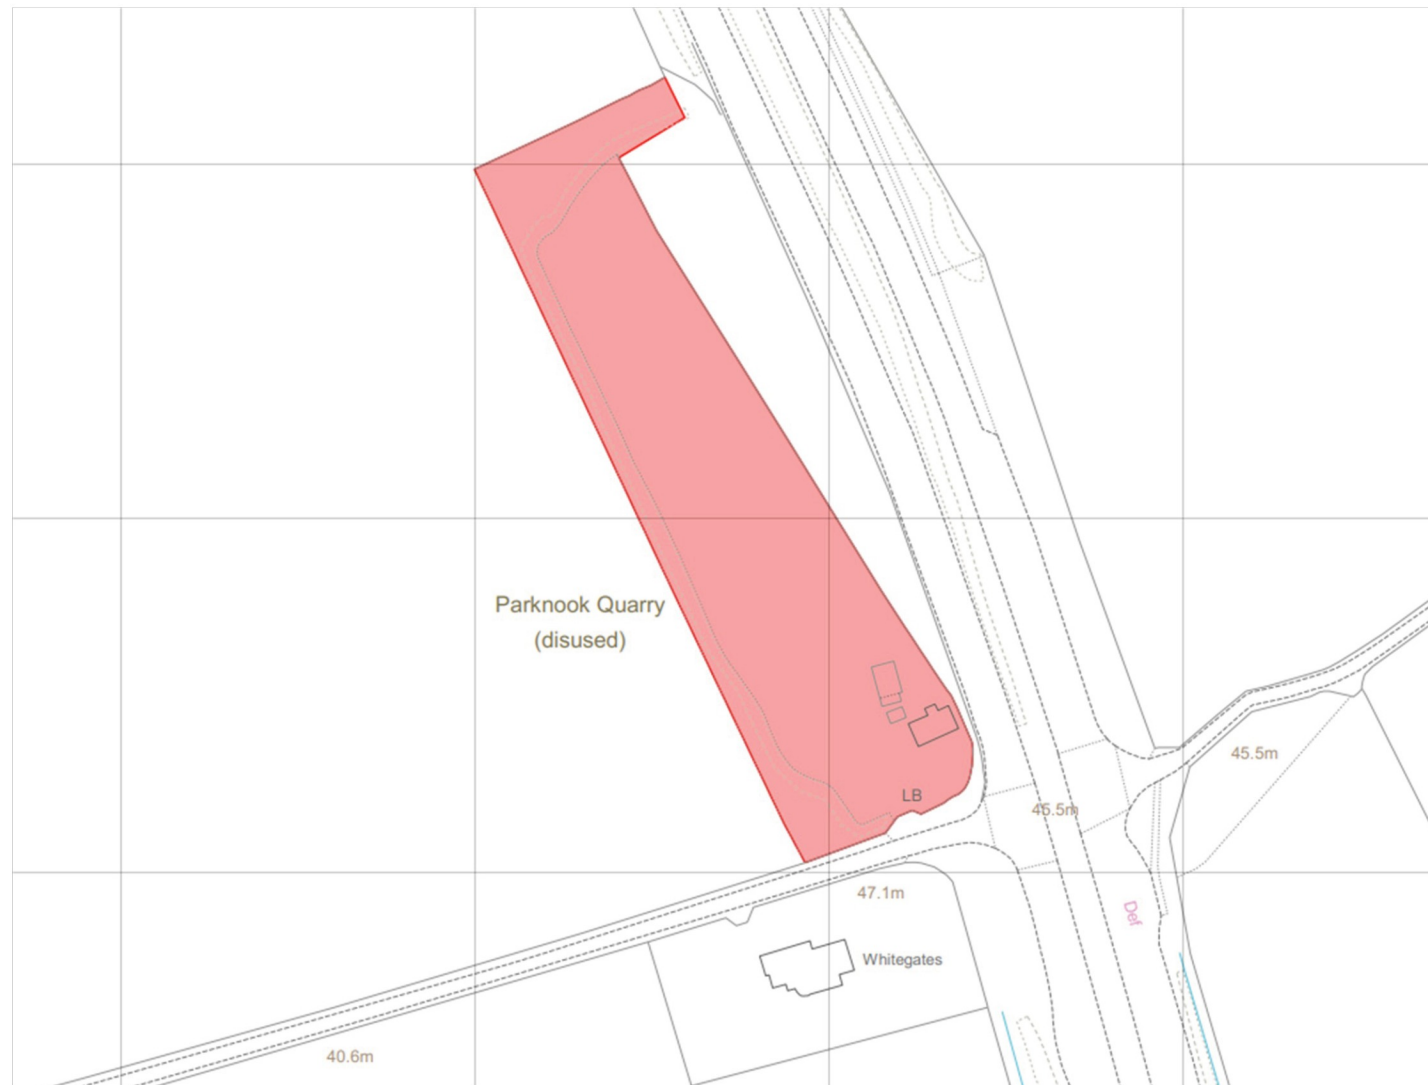 Parknook Quarry
(disused)
45.5m
LB
45.5m
47.1m
Def
Whitegates
40.6m